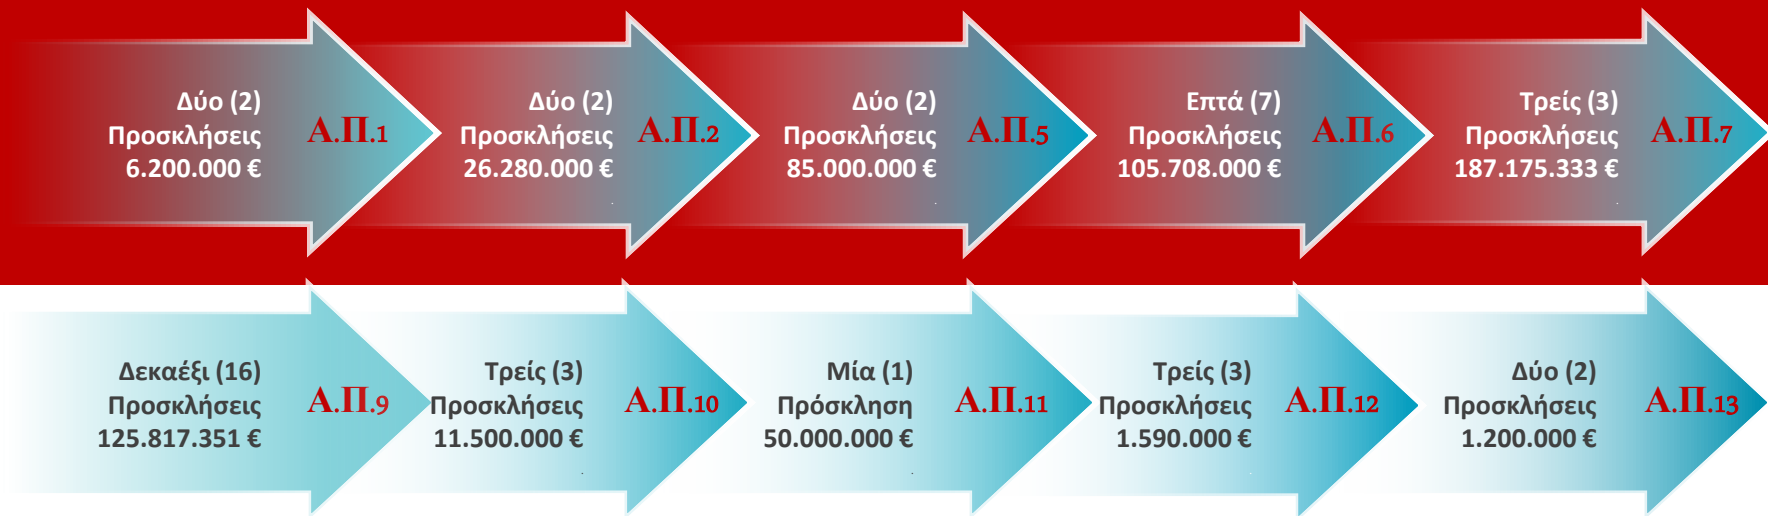 Δύο (2)
Προσκλήσεις
6.200.000 €
Α.Π.1
Δύο (2)
Προσκλήσεις
26.280.000 €
Α.Π.2
Δύο (2)
Προσκλήσεις
85.000.000 €
Α.Π.5
Επτά (7)
Προσκλήσεις
105.708.000 €
Α.Π.6
Τρείς (3)
Προσκλήσεις
187.175.333 €
Α.Π.7
Δεκαέξι (16)
Προσκλήσεις
125.817.351 €
Α.Π.9
Τρείς (3)
Προσκλήσεις
11.500.000 €
Α.Π.10
Μία (1)
Πρόσκληση
50.000.000 €
Α.Π.11
Τρείς (3)
Προσκλήσεις
1.590.000 €
Α.Π.12
Δύο (2)
Προσκλήσεις
1.200.000 €
Α.Π.13